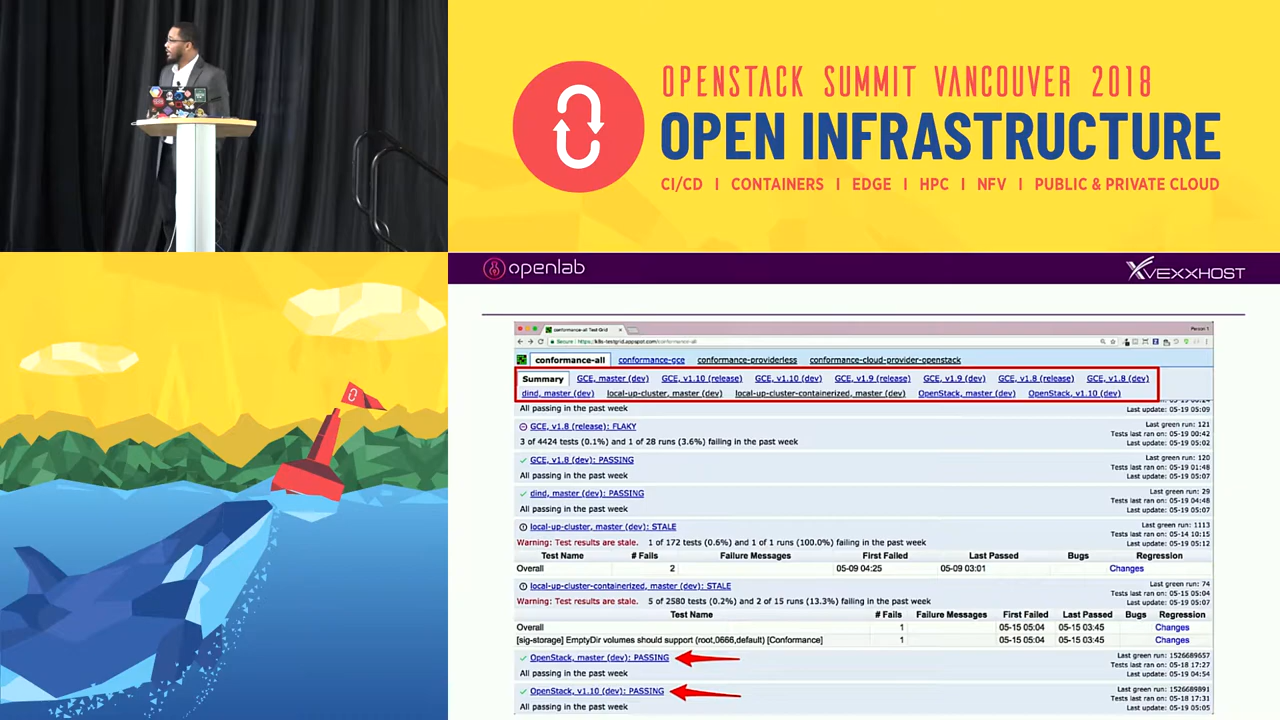 OPENSTACK SUMMIT VANCOUVER 2018
OPEN INFRASTRUCTURE
CI/CD | CONTAINERS | EDGE | HPC | NFV | PUBLIC & PRIVATE CLOUD
openlab
VEXXHOST
conformance-all Test Grid
Person 1
Secure https://k8s-testgrid.appspot.com/conformance-all
conformance-all conformance-gce conformance-providerless conformance-cloud-provider-openstack
Summary GCE, master (dev) GCE, v1.10 (release) GCE, v1.10 (dev) GCE, v1.9 (release) GCE, v1.9 (dev) GCE, v1.8 (release) GCE, v1.8 (dev)
dind, master (dev) local-up-cluster, master (dev) local-up-cluster-containerized, master (dev) OpenStack, master (dev) OpenStack, v1.10 (dev)
All passing in the past week
Last update: 05-19 05:09
GCE, v1.8 (release): FLAKY
Last green run: 121
3 of 4424 tests (0.1%) and 1 of 28 runs (3.6%) failing in the past week
Tests last ran on: 05-19 00:42
Last update: 05-19 05:07
GCE, v1.8 (dev): PASSING
Last green run: 120
All passing in the past week
Tests last ran on: 05-19 01:48
Last update: 05-19 05:07
dind, master (dev): PASSING
Last green run: 29
All passing in the past week
Tests last ran on: 05-19 04:48
Last update: 05-19 05:07
local-up-cluster, master (dev): STALE
Last green run: 1113
Warning: Test results are stale. 1 of 172 tests (0.6%) and 1 of 1 runs (100.0%) failing in the past week
Tests last ran on: 05-14 10:15
Last update: 05-19 05:12
Test Name # Fails Failure Messages First Failed Last Passed Bugs Regression
Overall 2 05-09 04:25 05-09 03:01 Changes
local-up-cluster-containerized, master (dev): STALE
Last green run: 74
Warning: Test results are stale. 5 of 2580 tests (0.2%) and 2 of 15 runs (13.3%) failing in the past week
Tests last ran on: 05-15 05:04
Last update: 05-19 05:07
Test Name # Fails Failure Messages First Failed Last Passed Bugs Regression
Overall 1 05-15 05:04 05-15 03:45 Changes
[sig-storage] EmptyDir volumes should support (root,0666,default) [Conformance] 1 05-15 05:04 05-15 03:45 Changes
OpenStack, master (dev): PASSING
Last green run: 1526689657
All passing in the past week
Tests last ran on: 05-18 17:27
Last update: 05-19 04:54
OpenStack, v1.10 (dev): PASSING
Last green run: 1526689891
All passing in the past week
Tests last ran on: 05-18 17:31
Last update: 05-19 05:05